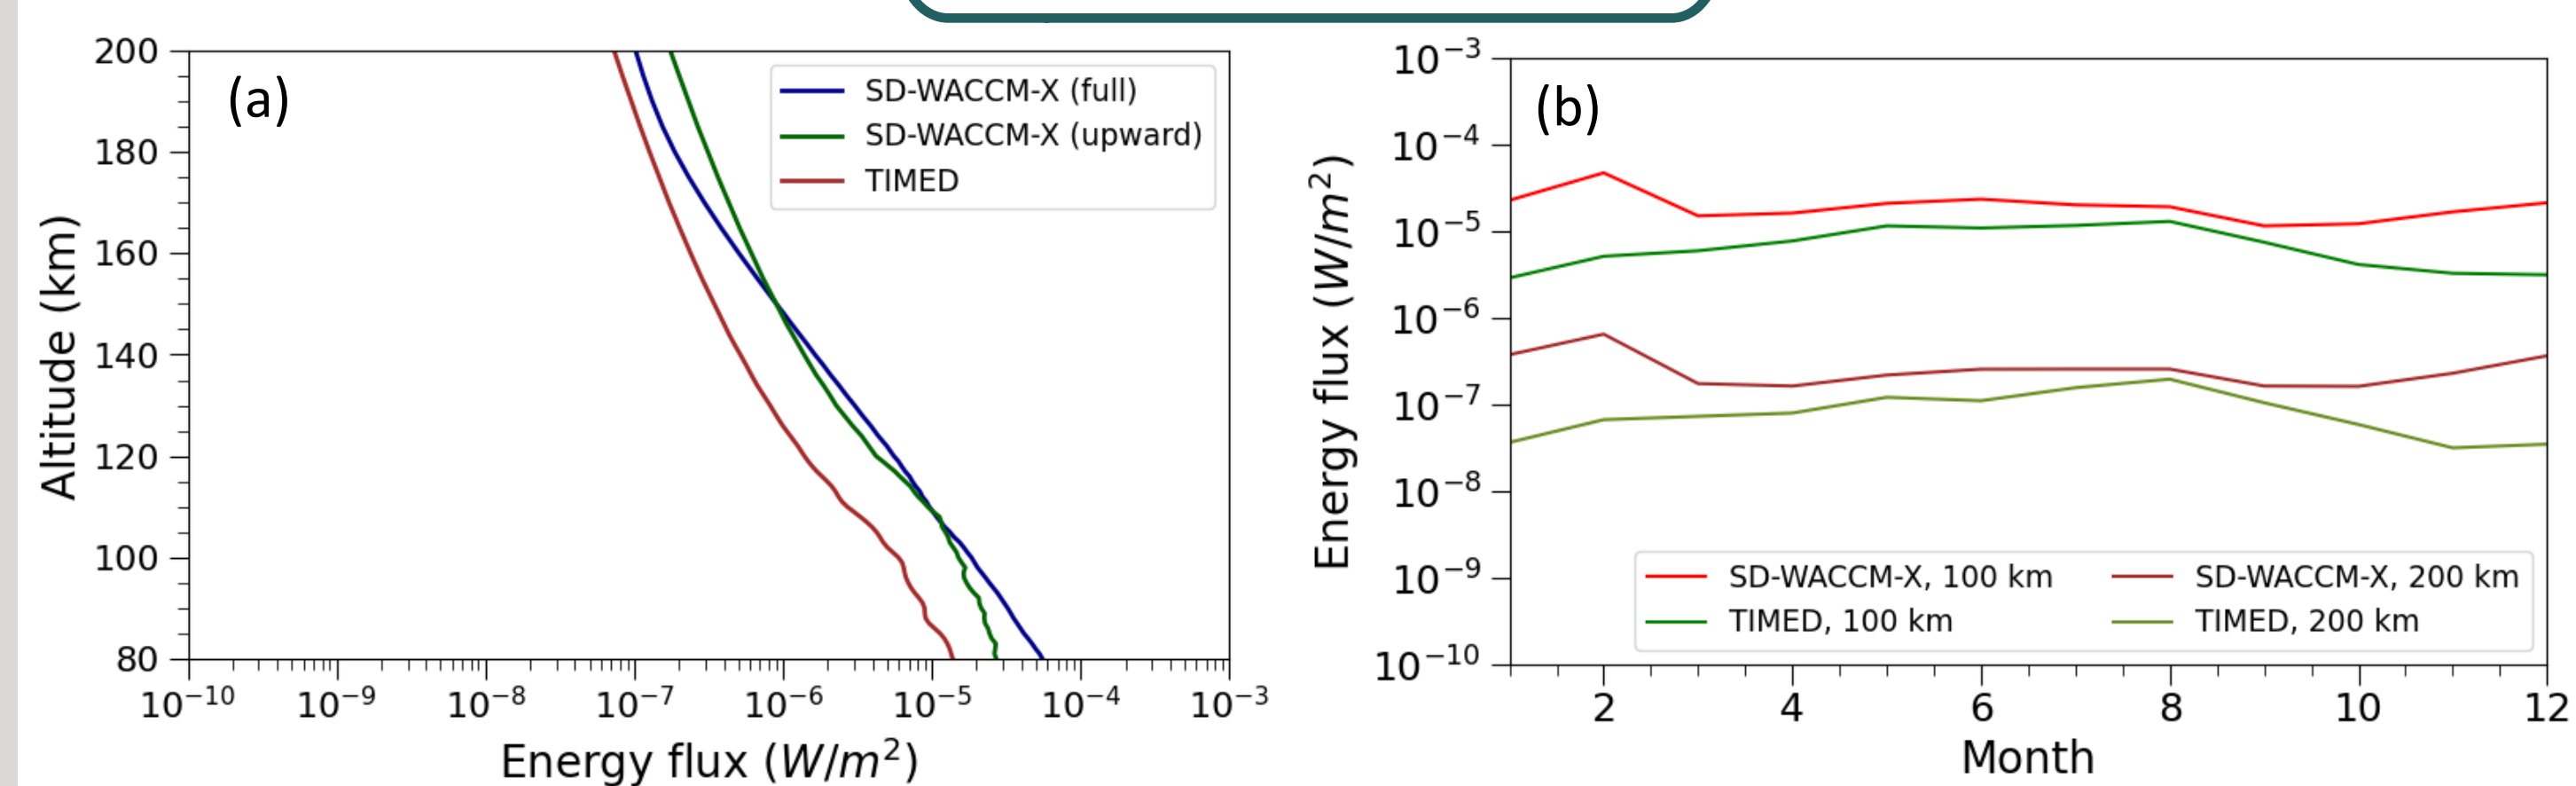 (a)
SD-WACCM-X (full)
SD-WACCM-X (upward)
TIMED
200
180
160
140
120
100
80
Altitude (km)
10⁻¹⁰ 10⁻⁹ 10⁻⁸ 10⁻⁷ 10⁻⁶ 10⁻⁵ 10⁻⁴ 10⁻³
Energy flux (W/m²)
(b)
10⁻³
10⁻⁴
10⁻⁵
10⁻⁶
10⁻⁷
10⁻⁸
10⁻⁹
10⁻¹⁰
Energy flux (W/m²)
SD-WACCM-X, 100 km SD-WACCM-X, 200 km
TIMED, 100 km TIMED, 200 km
2 4 6 8 10 12
Month